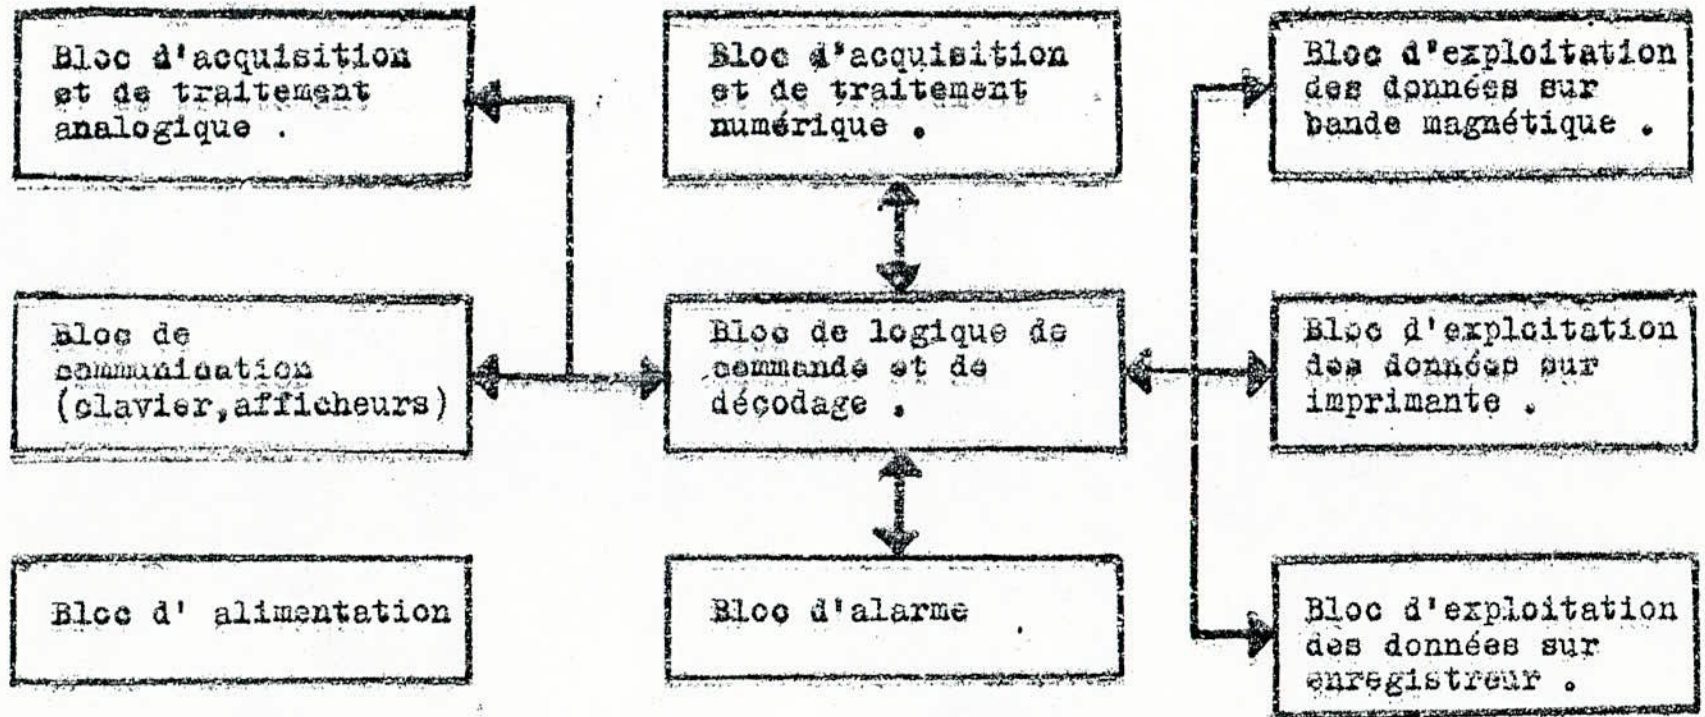 Bloc d'acquisition
et de traitement
analogique .
Bloc d'acquisition
et de traitement
numérique .
Bloc d'exploitation
des données sur
bande magnétique .
Bloc de
communication
(clavier,afficheurs)
Bloc de logique de
commande et de
décodage .
Bloc d'exploitation
des données sur
imprimante .
Bloc d' alimentation
Bloc d'alarme .
Bloc d'exploitation
des données sur
enregistreur .